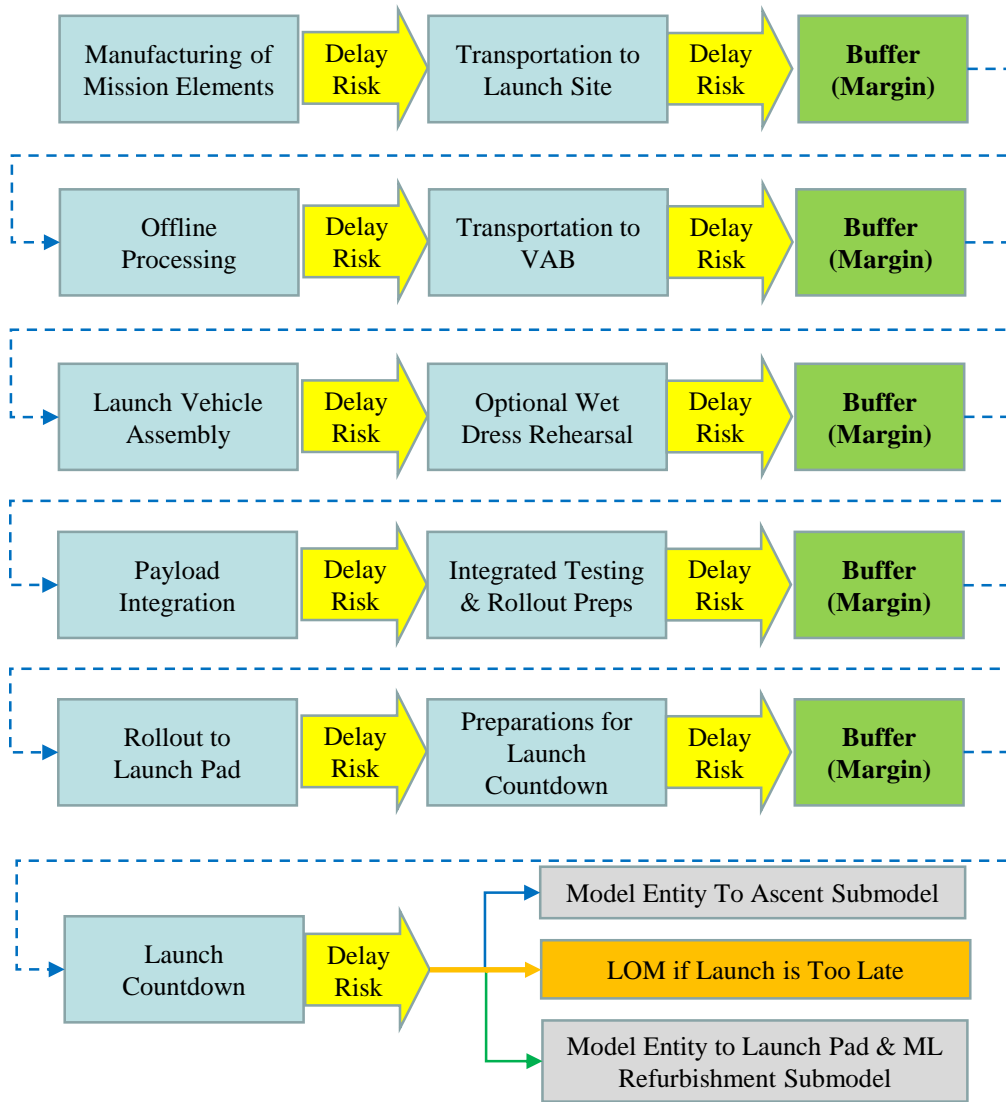 Manufacturing of
Mission Elements
Delay
Risk
Transportation to
Launch Site
Delay
Risk
Buffer
(Margin)
Offline
Processing
Delay
Risk
Transportation to
VAB
Delay
Risk
Buffer
(Margin)
Launch Vehicle
Assembly
Delay
Risk
Optional Wet
Dress Rehearsal
Delay
Risk
Buffer
(Margin)
Payload
Integration
Delay
Risk
Integrated Testing
& Rollout Preps
Delay
Risk
Buffer
(Margin)
Rollout to
Launch Pad
Delay
Risk
Preparations for
Launch
Countdown
Delay
Risk
Buffer
(Margin)
Launch
Countdown
Delay
Risk
Model Entity To Ascent Submodel
LOM if Launch is Too Late
Model Entity to Launch Pad & ML
Refurbishment Submodel